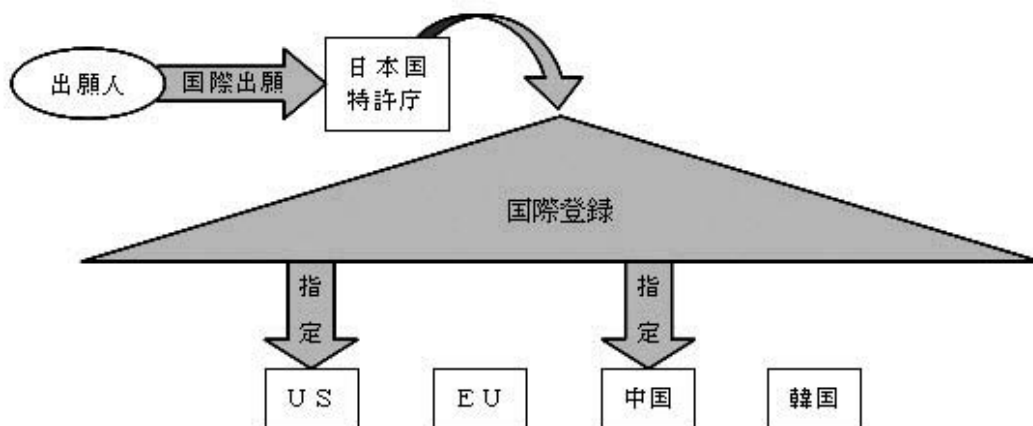 出願人
国際出願
日本国
特許庁
国際登録
指定
指定
ＵＳ
ＥＵ
中国
韓国